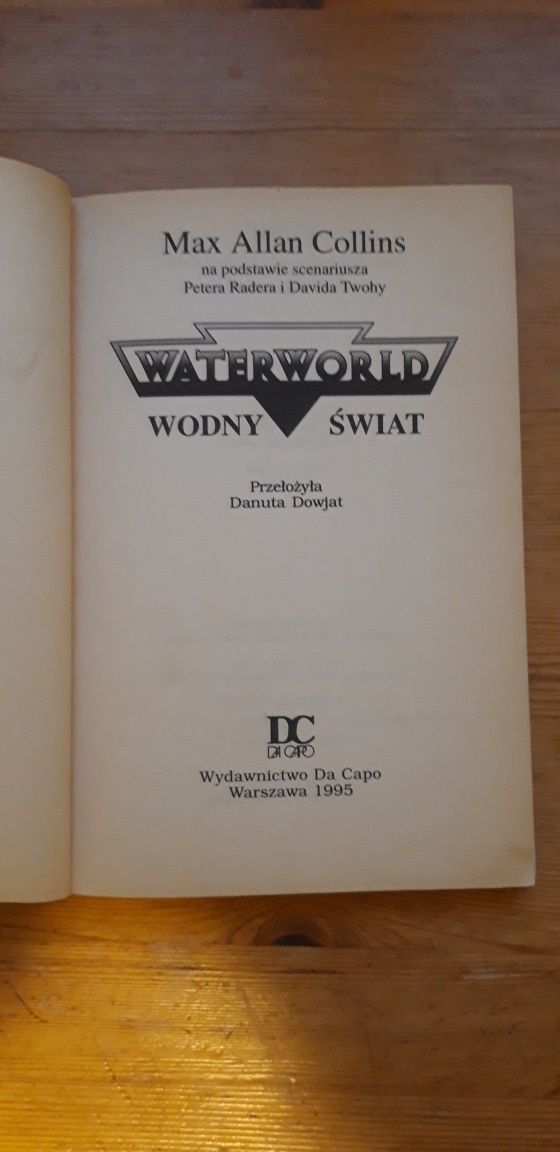 Max Allan Collins
na podstawie scenariusza
Petera Radera i Davida Twohy
WATERWORLD
WODNY ŚWIAT
Przełożyła
Danuta Dowjat
DC
DA CAPO
Wydawnictwo Da Capo
Warszawa 1995